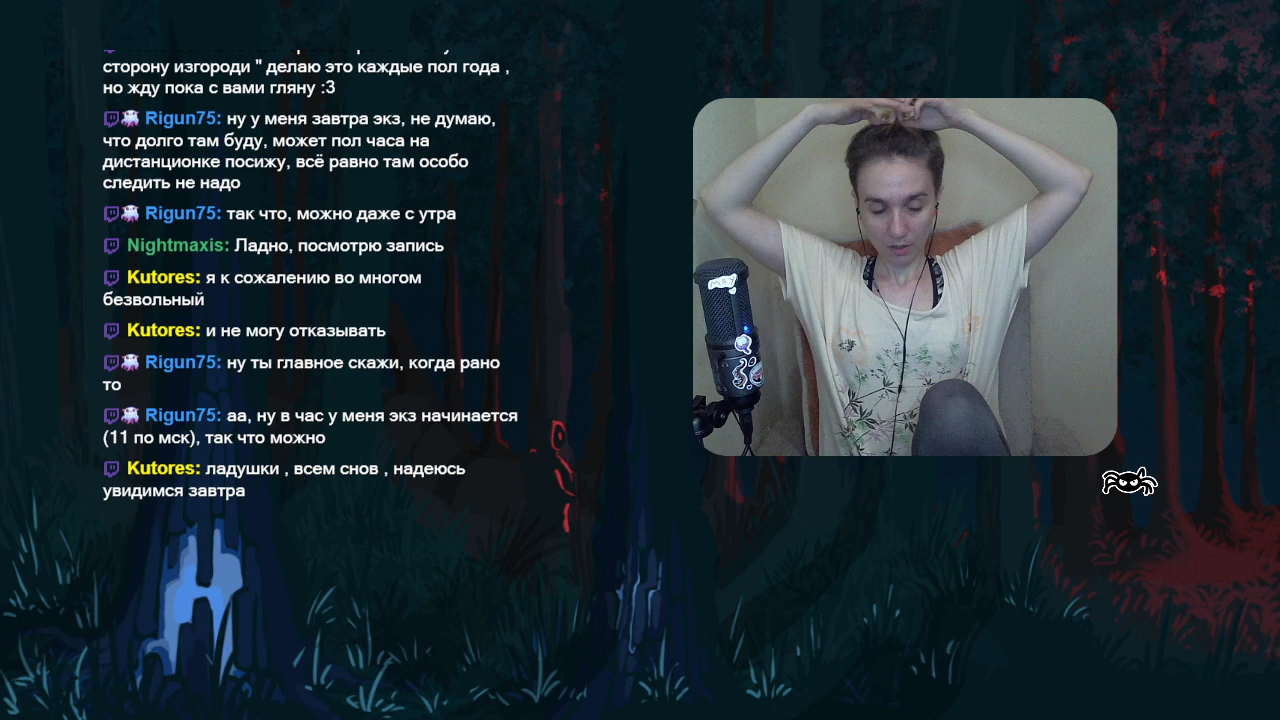 сторону изгороди " делаю это каждые пол года ,
но жду пока с вами гляну :3
Rigun75: ну у меня завтра экз, не думаю,
что долго там буду, может пол часа на
дистанционке посижу, всё равно там особо
следить не надо
Rigun75: так что, можно даже с утра
Nightmaxis: Ладно, посмотрю запись
Kutores: я к сожалению во многом
безвольный
Kutores: и не могу отказывать
Rigun75: ну ты главное скажи, когда рано
то
Rigun75: аа, ну в час у меня экз начинается
(11 по мск), так что можно
Kutores: ладушки , всем снов , надеюсь
увидимся завтра